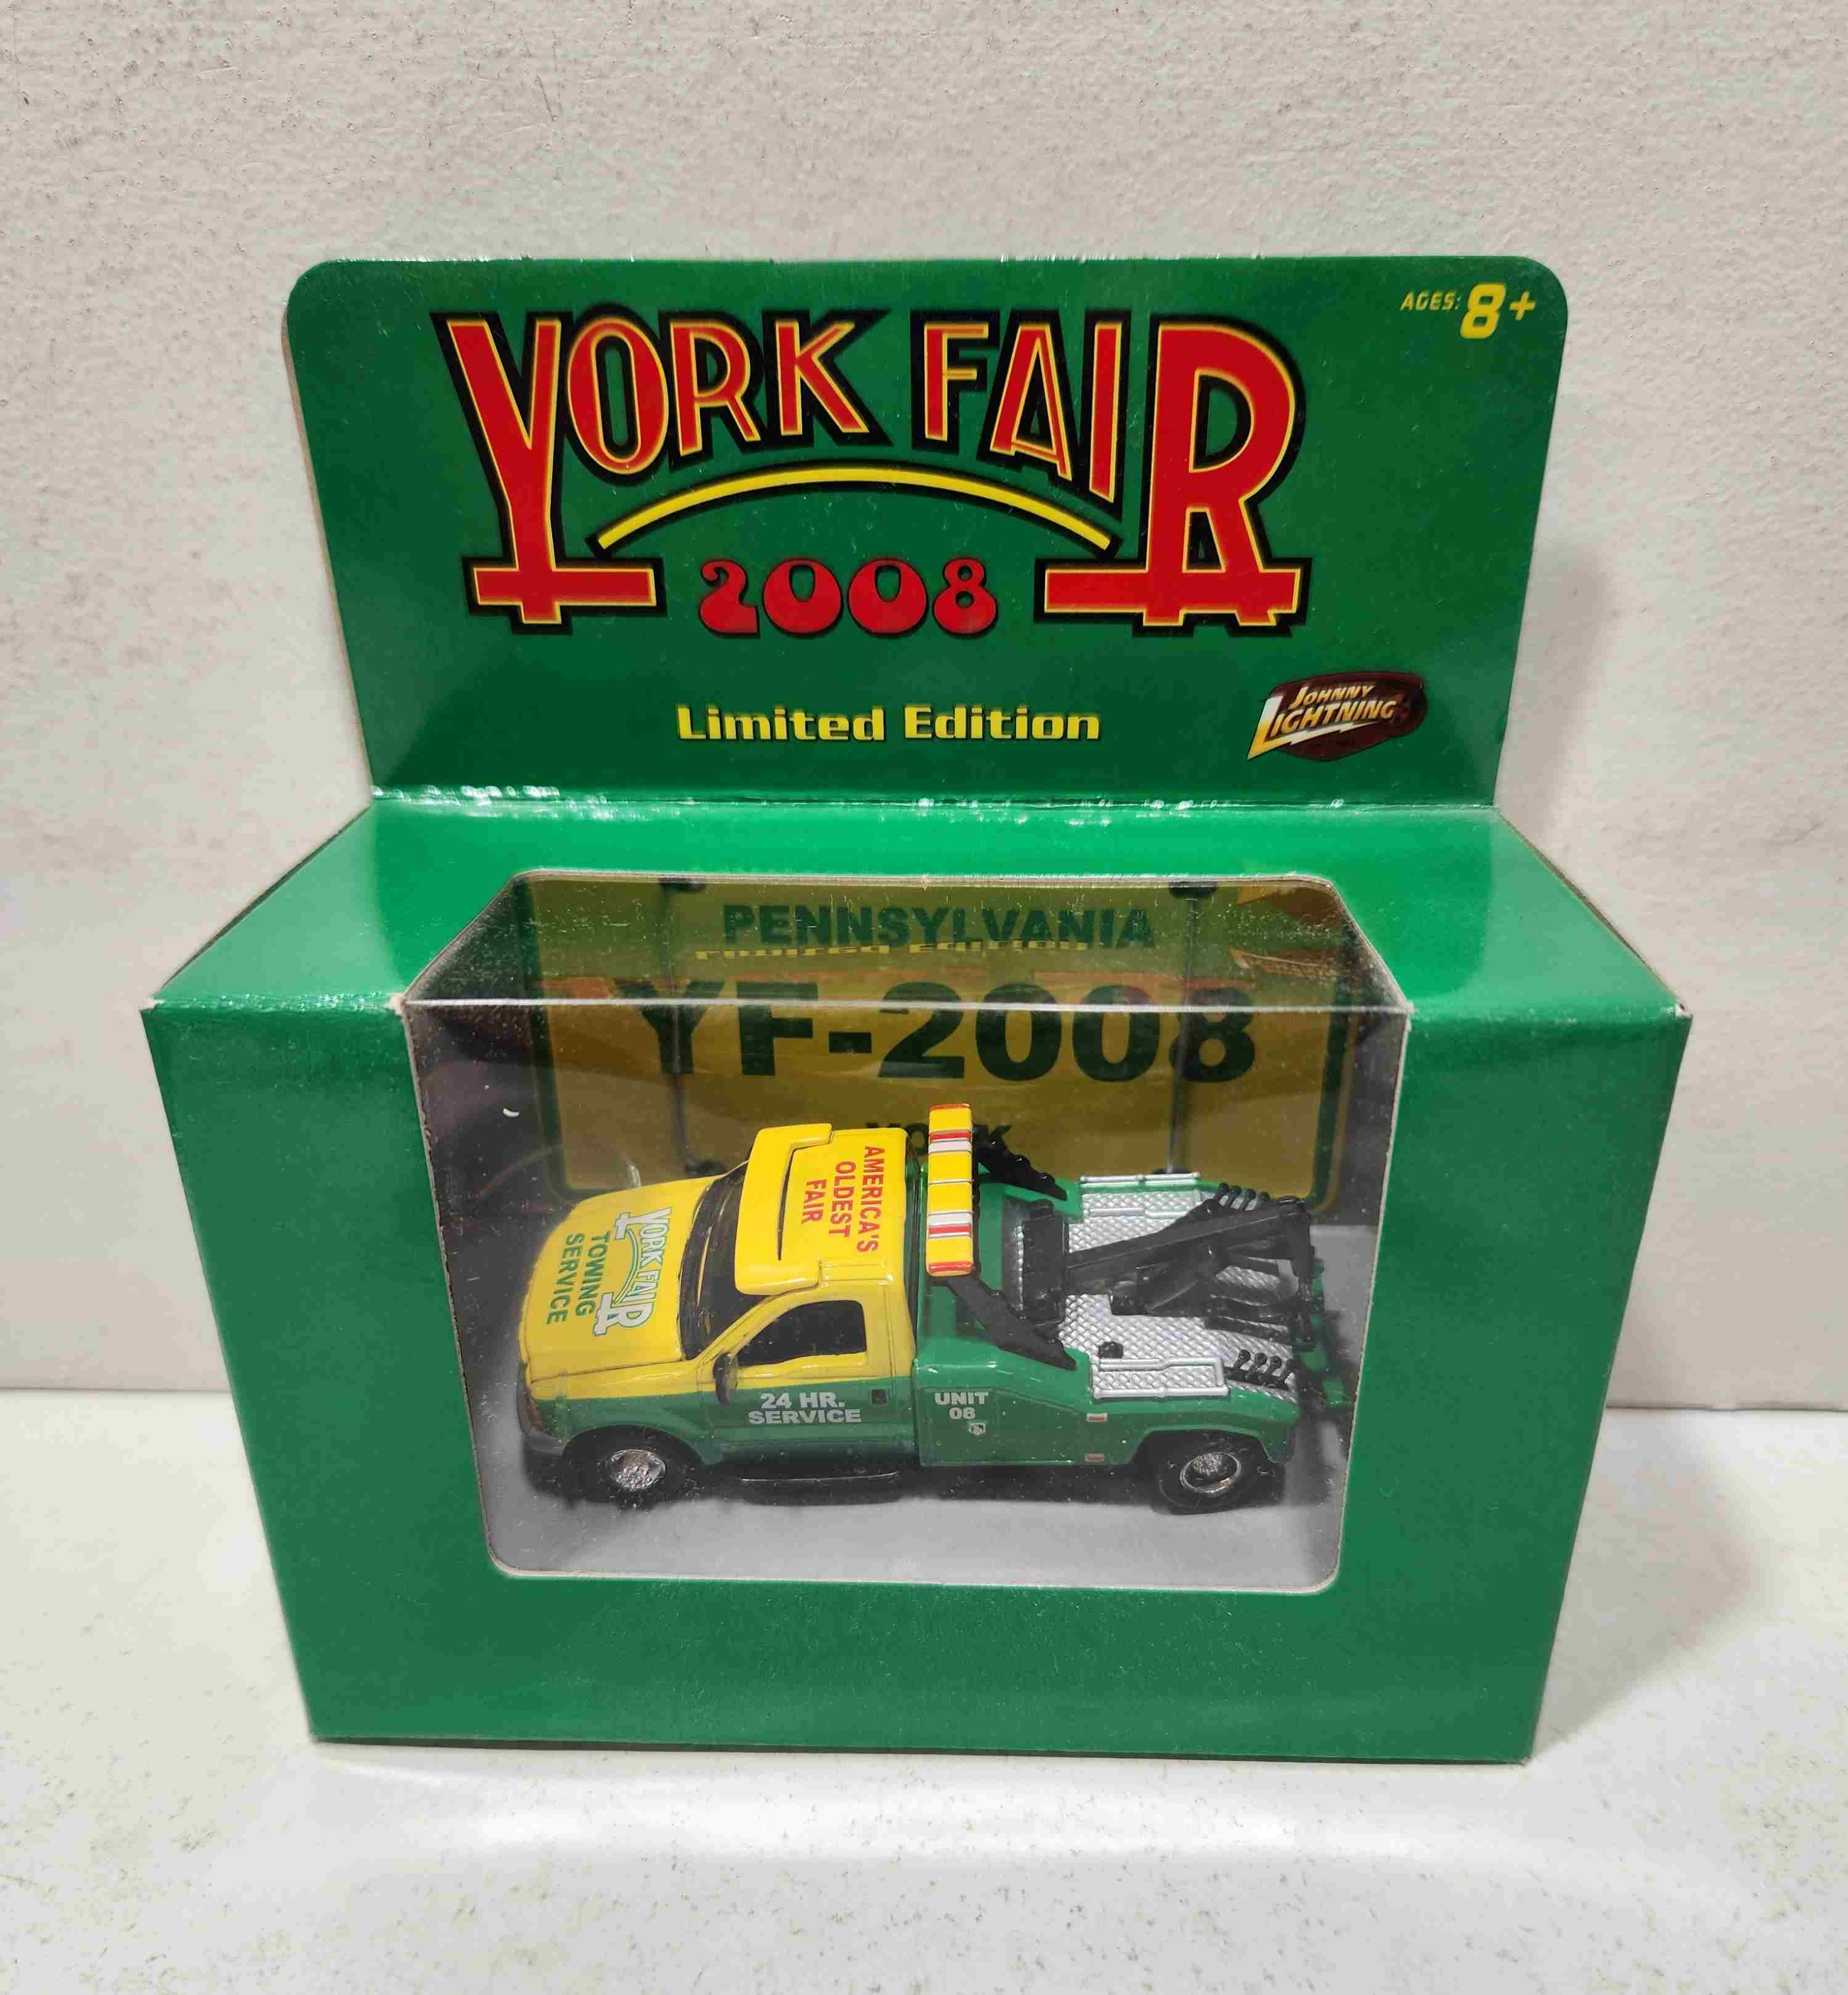 AGES: 8+
YORK FAIR
2008
Limited Edition
JOHNNY
LIGHTNING
PENNSYLVANIA
YF-2008
YORK
AMERICA'S
OLDEST
FAIR
YORK FAIR
TOWING
SERVICE
24 HR.
SERVICE
UNIT
08